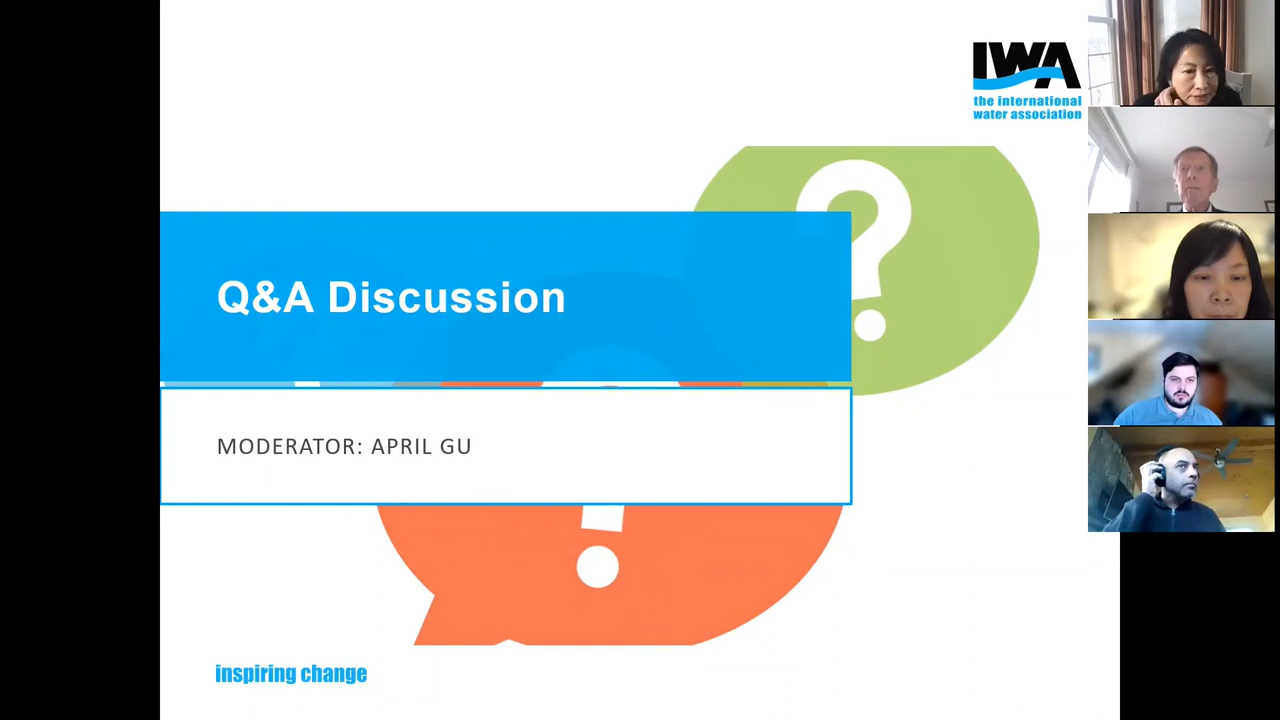 IWA
the international
water association
Q&A Discussion
MODERATOR: APRIL GU
inspiring change